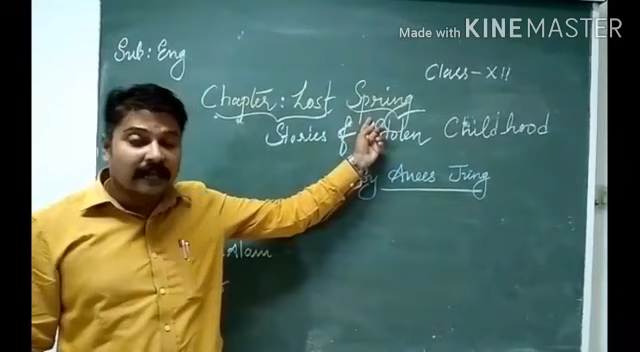 Made with KINEMASTER
Sub: Eng
Class - XII
Chapter: Lost Spring
Stories of Stolen Childhood
By Anees Jung
Alam